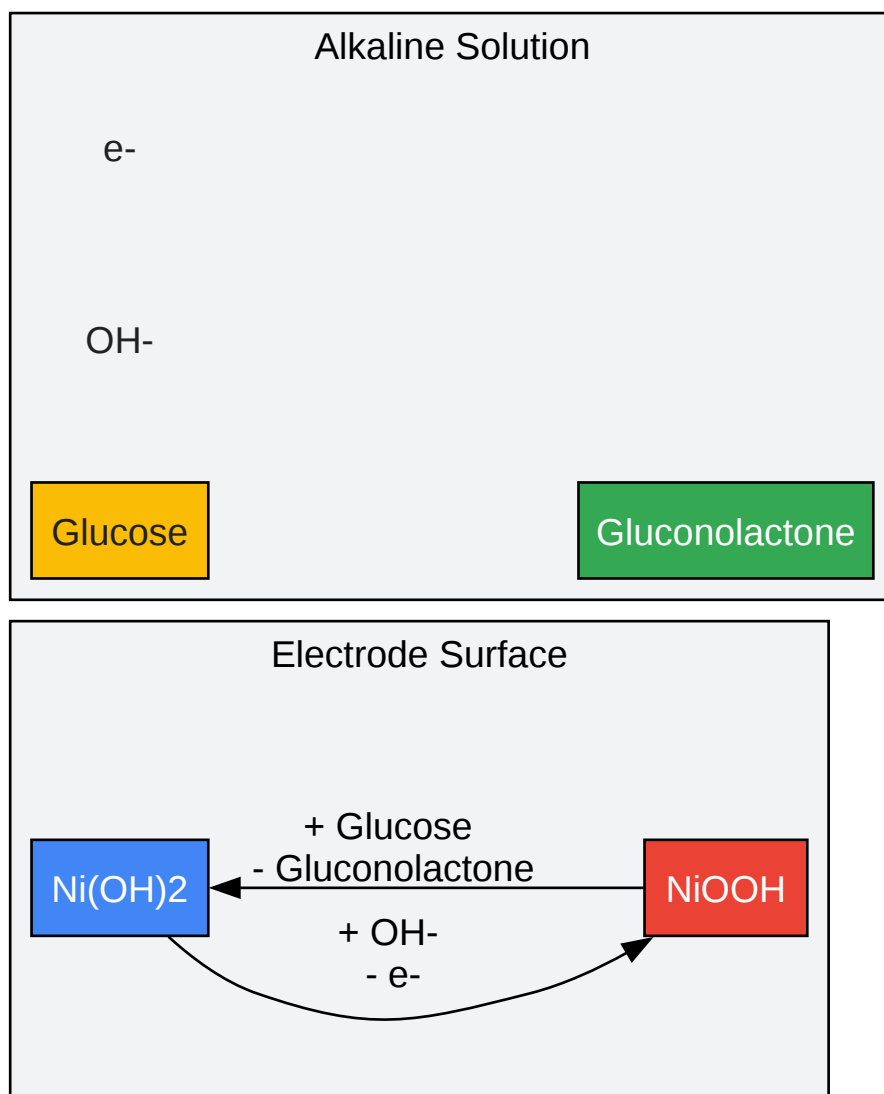 Alkaline Solution
e-
OH-
Glucose
Gluconolactone
Electrode Surface
+ Glucose
- Gluconolactone
Ni(OH)2
NiOOH
+ OH-
- e-